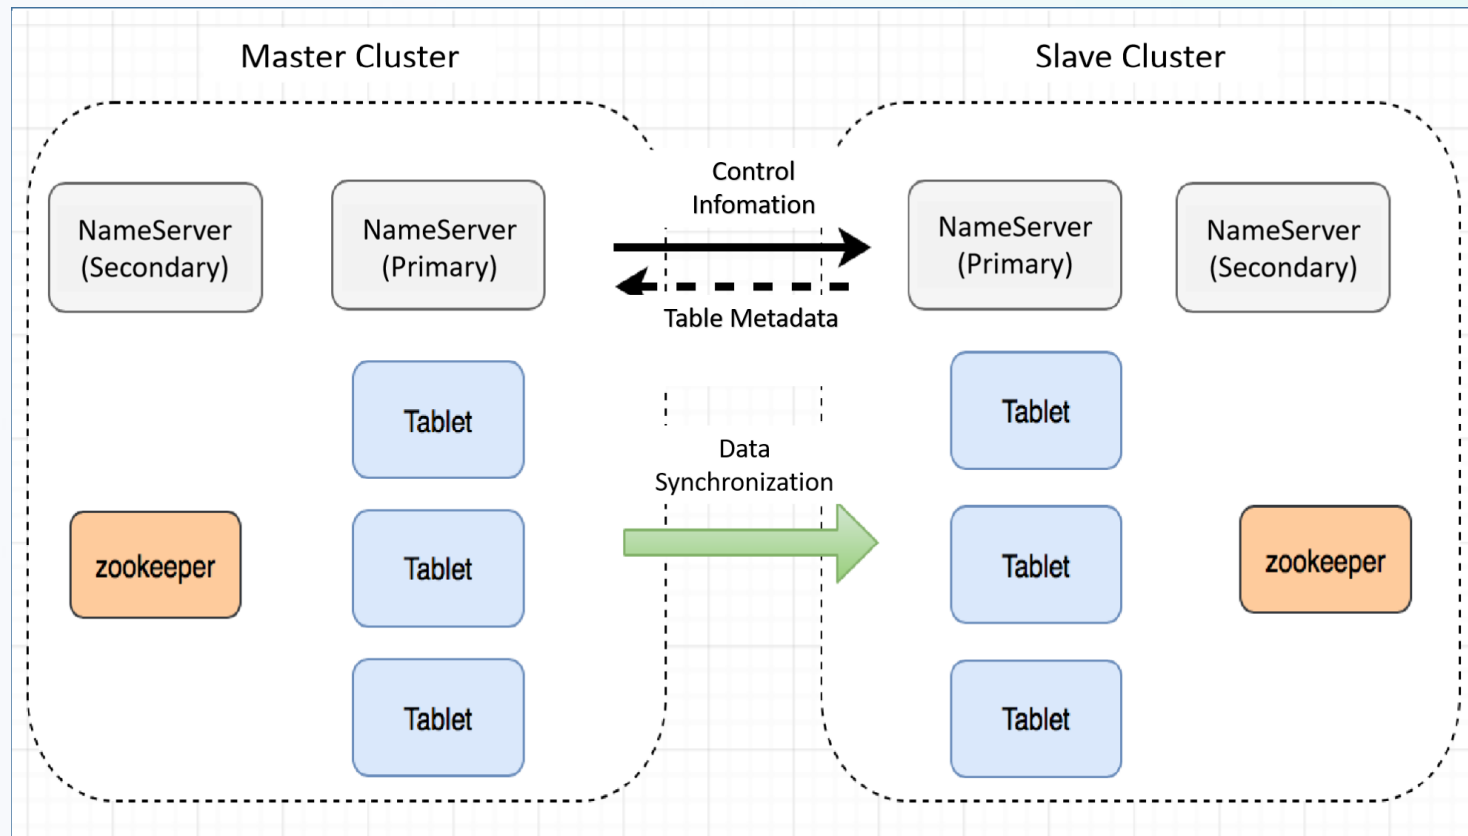 Master Cluster
Slave Cluster
NameServer
(Secondary)
NameServer
(Primary)
Control
Infomation
Table Metadata
NameServer
(Primary)
NameServer
(Secondary)
Tablet
Tablet
Data
Synchronization
zookeeper
Tablet
Tablet
zookeeper
Tablet
Tablet